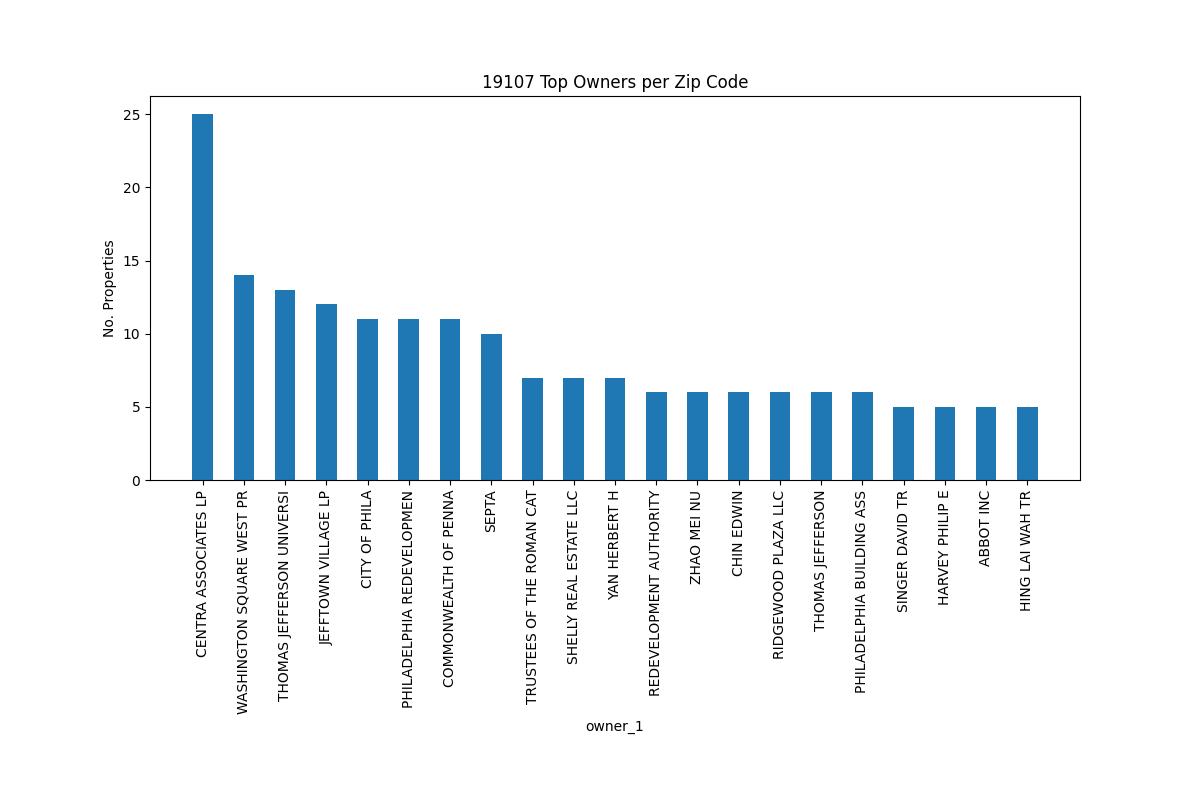 19107 Top Owners per Zip Code
No. Properties
25
20
15
10
5
0
CENTRA ASSOCIATES LP
WASHINGTON SQUARE WEST PR
THOMAS JEFFERSON UNIVERSI
JEFFTOWN VILLAGE LP
CITY OF PHILA
PHILADELPHIA REDEVELOPMEN
COMMONWEALTH OF PENNA
SEPTA
TRUSTEES OF THE ROMAN CAT
SHELLY REAL ESTATE LLC
YAN HERBERT H
REDEVELOPMENT AUTHORITY
ZHAO MEI NU
CHIN EDWIN
RIDGEWOOD PLAZA LLC
THOMAS JEFFERSON
PHILADELPHIA BUILDING ASS
SINGER DAVID TR
HARVEY PHILIP E
ABBOT INC
HING LAI WAH TR
owner_1